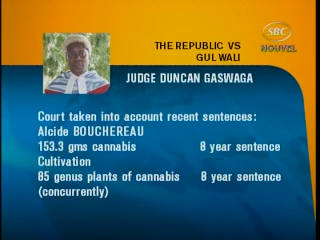 SBC
NOUVEL
THE REPUBLIC VS
GUL WALI
JUDGE DUNCAN GASWAGA
Court taken into account recent sentences:
Alcide BOUCHEREAU
153.3 gms cannabis 8 year sentence
Cultivation
85 genus plants of cannabis 8 year sentence
(concurrently)